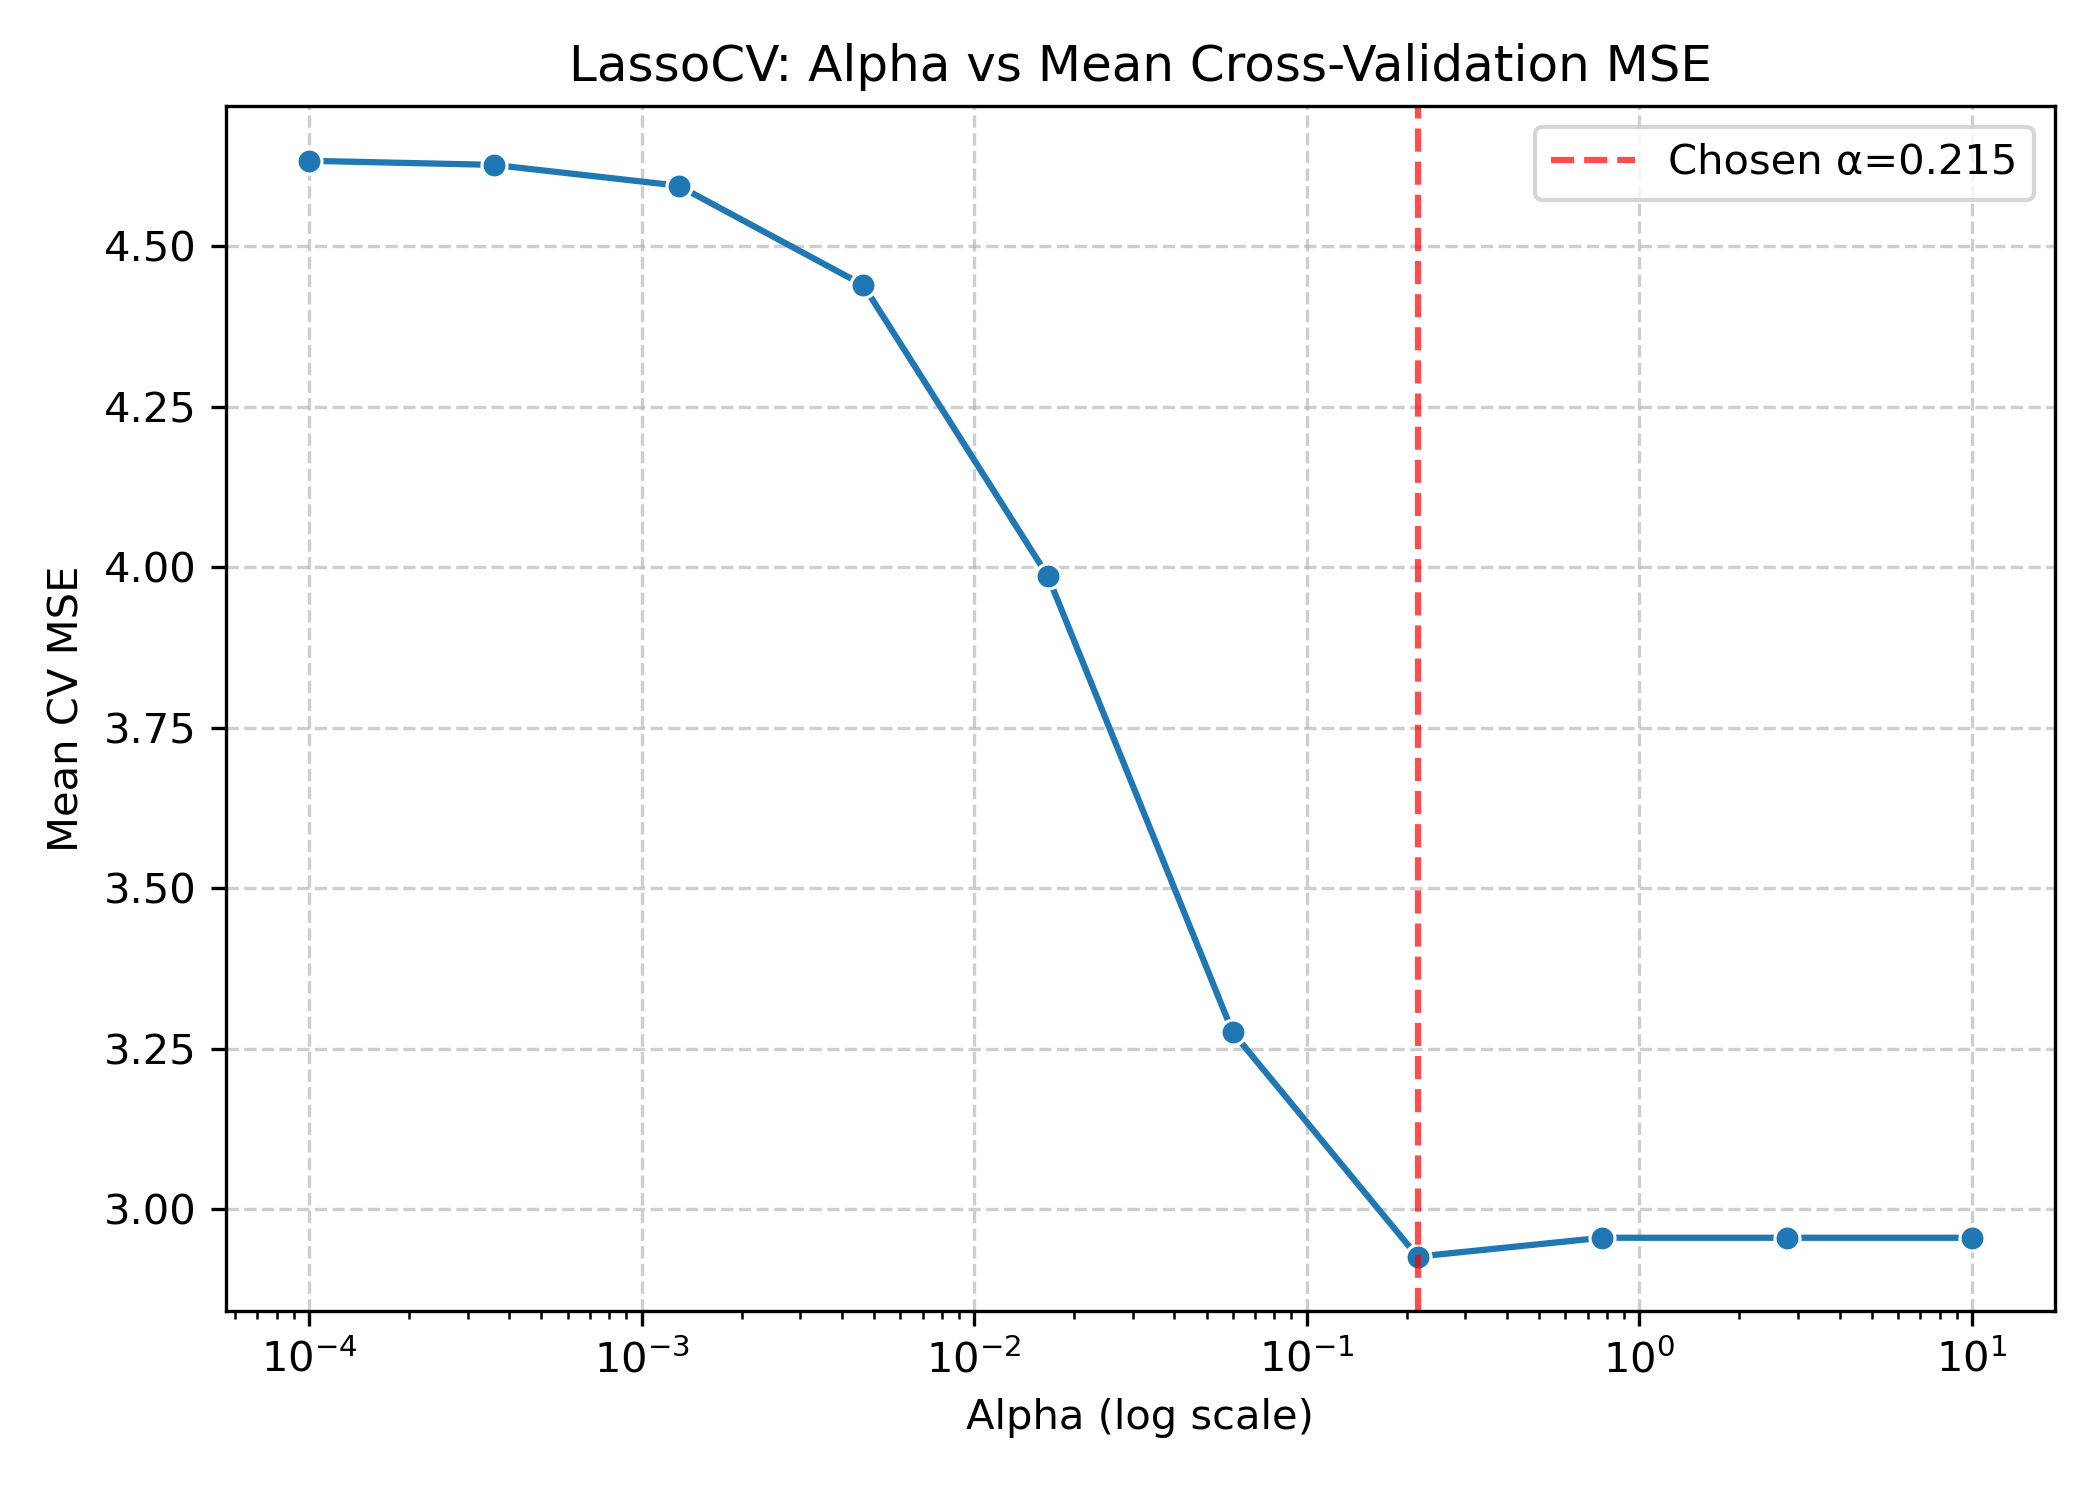 LassoCV: Alpha vs Mean Cross-Validation MSE
Chosen α=0.215
Mean CV MSE
4.50
4.25
4.00
3.75
3.50
3.25
3.00
10⁻⁴ 10⁻³ 10⁻² 10⁻¹ 10⁰ 10¹
Alpha (log scale)